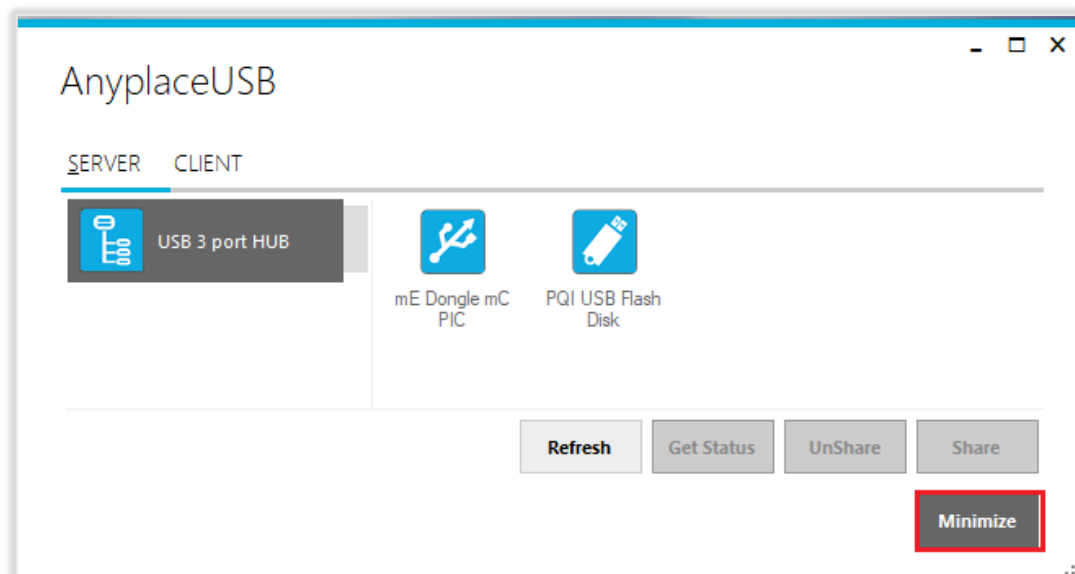 AnyplaceUSB
SERVER CLIENT
USB 3 port HUB
mE Dongle mC
PIC
PQI USB Flash
Disk
Refresh Get Status UnShare Share
Minimize